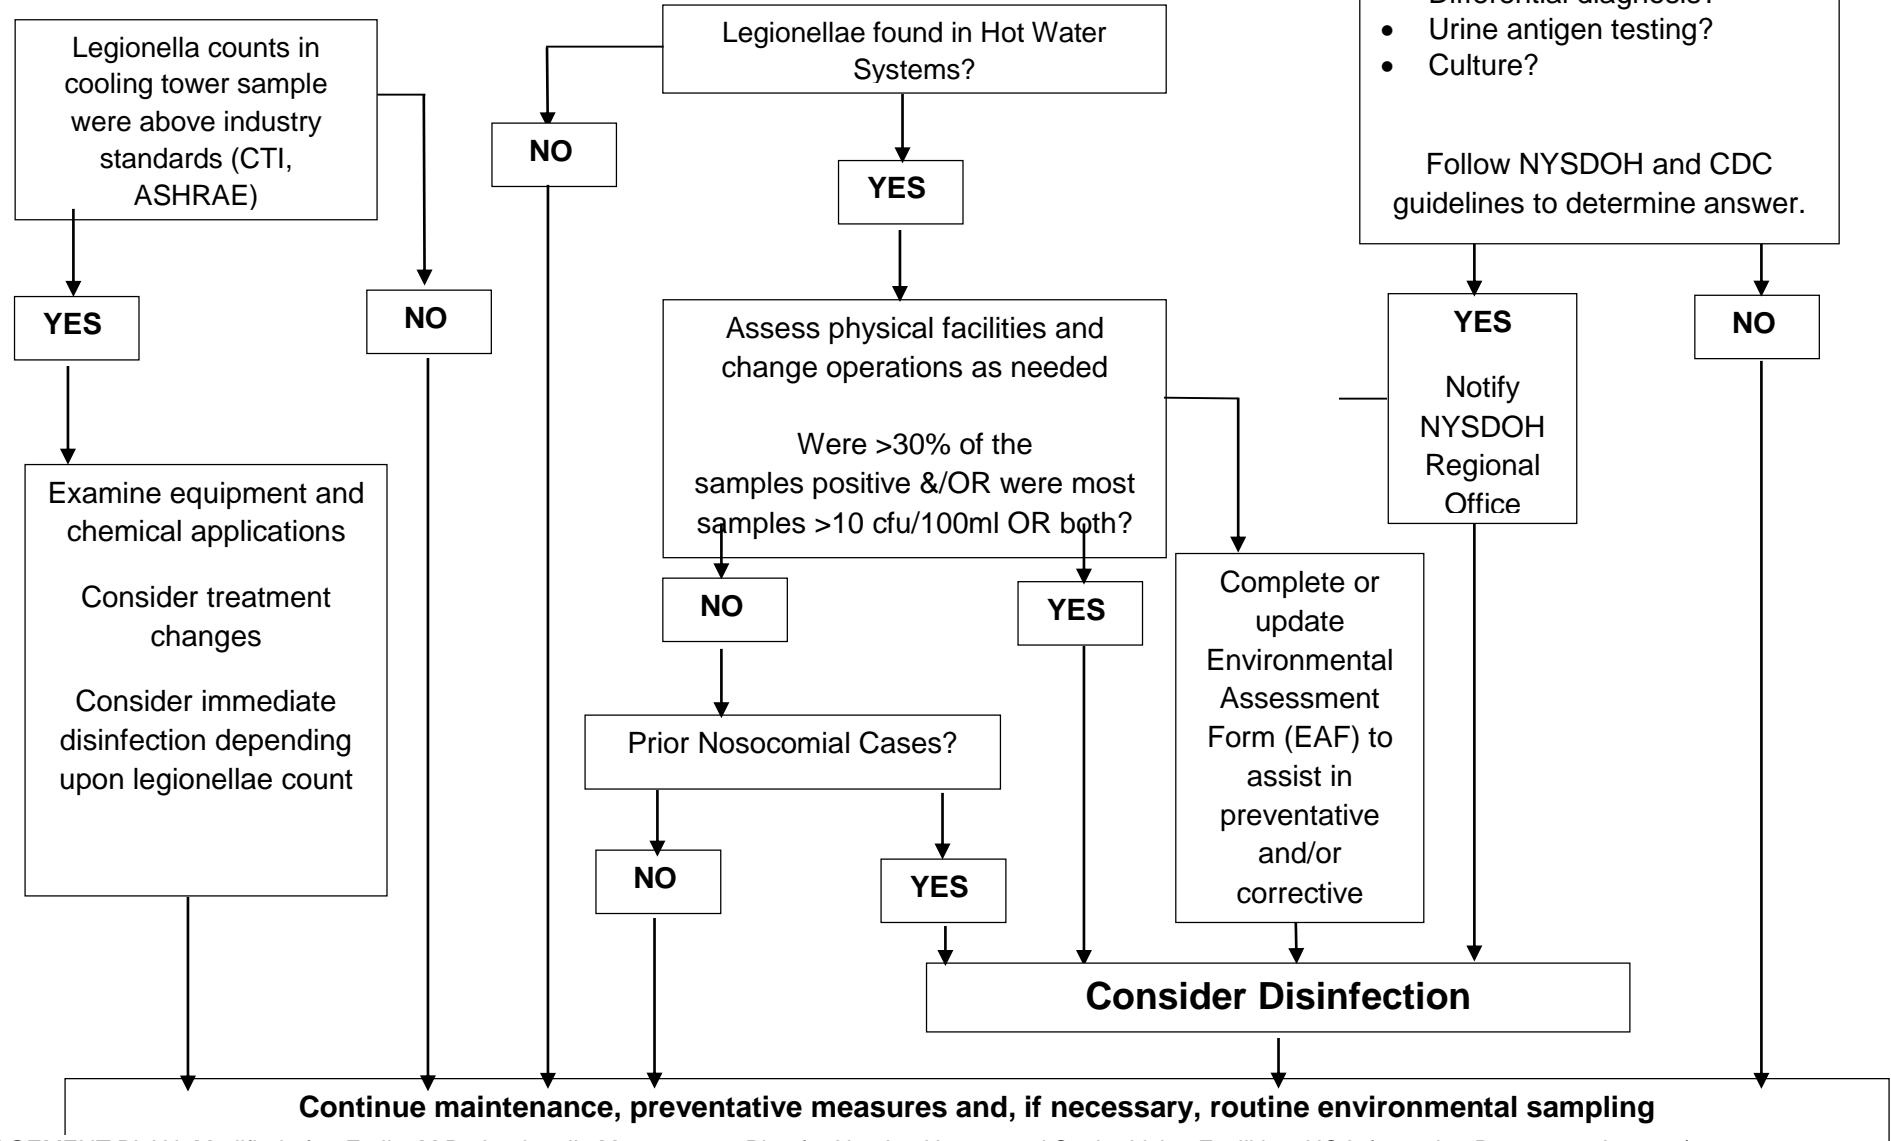 Legionella counts in
cooling tower sample
were above industry
standards (CTI,
ASHRAE)
YES
NO
Examine equipment and
chemical applications
Consider treatment
changes
Consider immediate
disinfection depending
upon legionellae count
Legionellae found in Hot Water
Systems?
NO
YES
Assess physical facilities and
change operations as needed
Were >30% of the
samples positive &/OR were most
samples >10 cfu/100ml OR both?
NO
YES
Prior Nosocomial Cases?
NO
YES
Complete or
update
Environmental
Assessment
Form (EAF) to
assist in
preventative
and/or
corrective
Differential diagnosis?
• Urine antigen testing?
• Culture?
Follow NYSDOH and CDC
guidelines to determine answer.
YES
Notify
NYSDOH
Regional
Office
NO
Consider Disinfection
Continue maintenance, preventative measures and, if necessary, routine environmental sampling